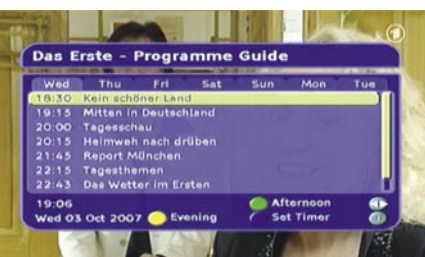 Das Erste - Programme Guide
Wed Thu Fri Sat Sun Mon Tue
18:30 Kein schöner Land
19:15 Mitten in Deutschland
20:00 Tagesschau
20:15 Heimweh nach drüben
21:45 Report München
22:15 Tagesthemen
22:43 Das Wetter im Ersten
19:06 Afternoon
Wed 03 Oct 2007 Evening Set Timer